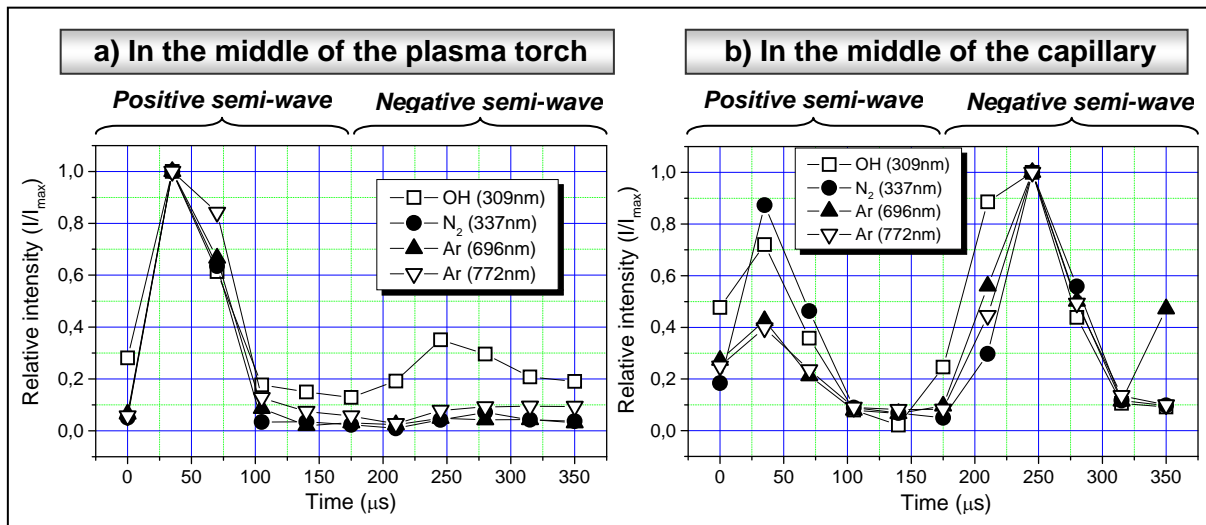 a) In the middle of the plasma torch
Positive semi-wave Negative semi-wave
1,0
0,8
0,6
0,4
0,2
0,0
Relative intensity (I/Imax)
OH (309nm)
N2 (337nm)
Ar (696nm)
Ar (772nm)
0 50 100 150 200 250 300 350
Time (μs)
b) In the middle of the capillary
Positive semi-wave Negative semi-wave
1,0
0,8
0,6
0,4
0,2
0,0
Relative intensity (I/Imax)
OH (309nm)
N2 (337nm)
Ar (696nm)
Ar (772nm)
0 50 100 150 200 250 300 350
Time (μs)